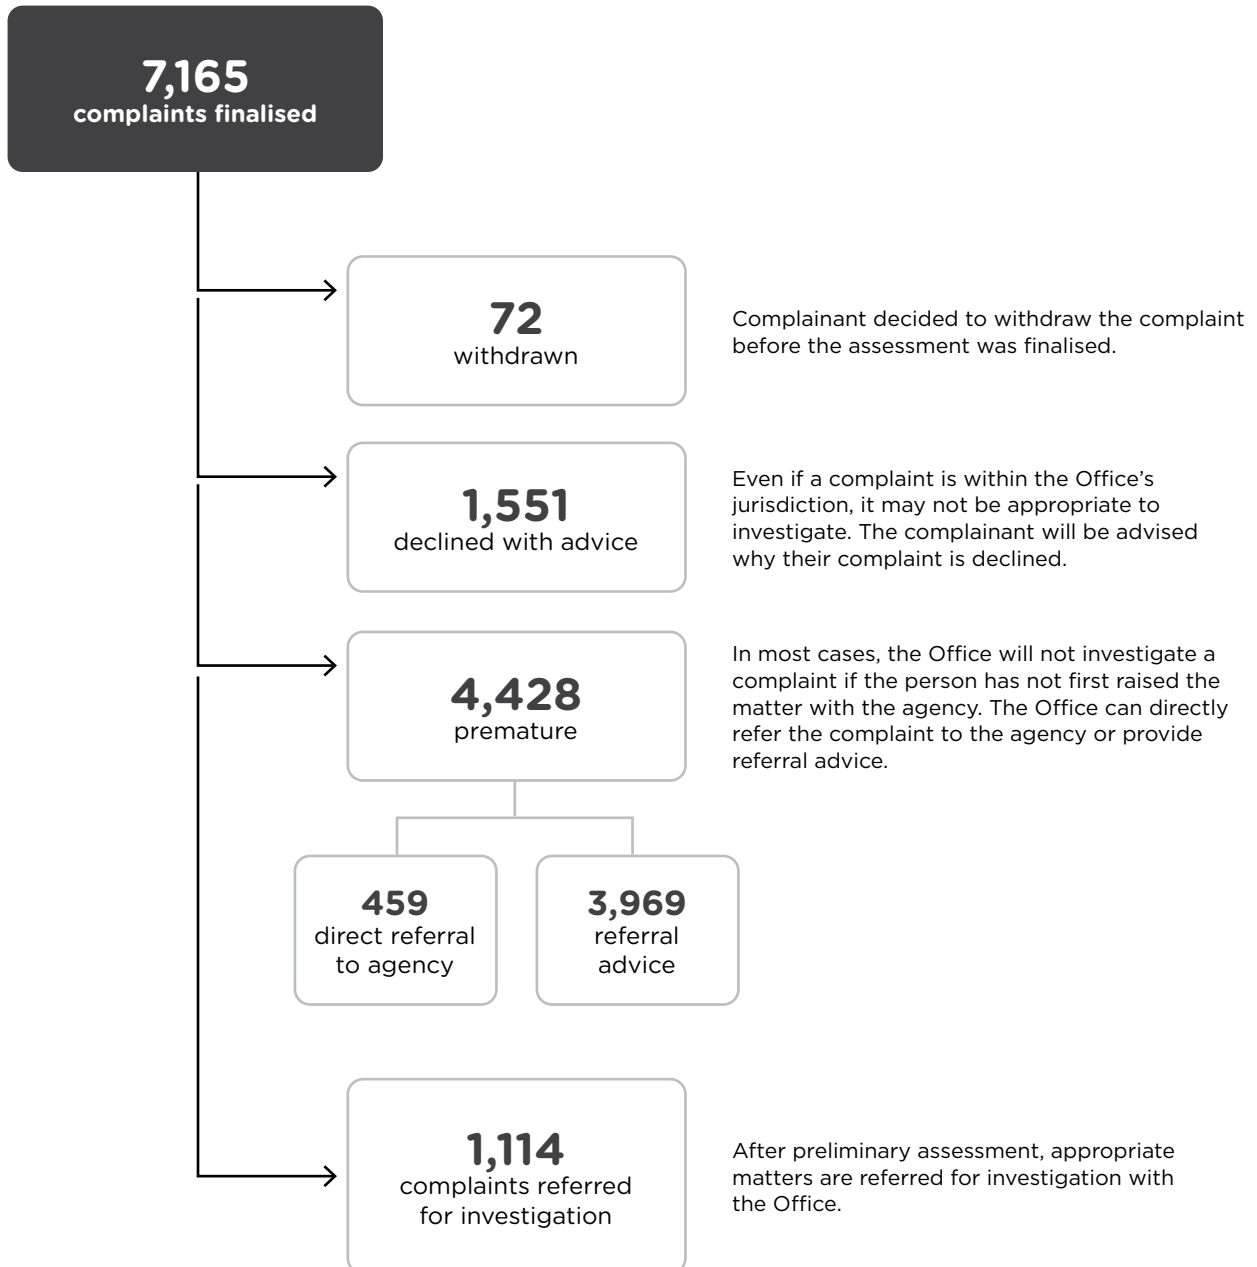 7,165
complaints finalised
72
withdrawn
Complainant decided to withdraw the complaint
before the assessment was finalised.
1,551
declined with advice
Even if a complaint is within the Office’s
jurisdiction, it may not be appropriate to
investigate. The complainant will be advised
why their complaint is declined.
4,428
premature
In most cases, the Office will not investigate a
complaint if the person has not first raised the
matter with the agency. The Office can directly
refer the complaint to the agency or provide
referral advice.
459
direct referral
to agency
3,969
referral
advice
1,114
complaints referred
for investigation
After preliminary assessment, appropriate
matters are referred for investigation with
the Office.